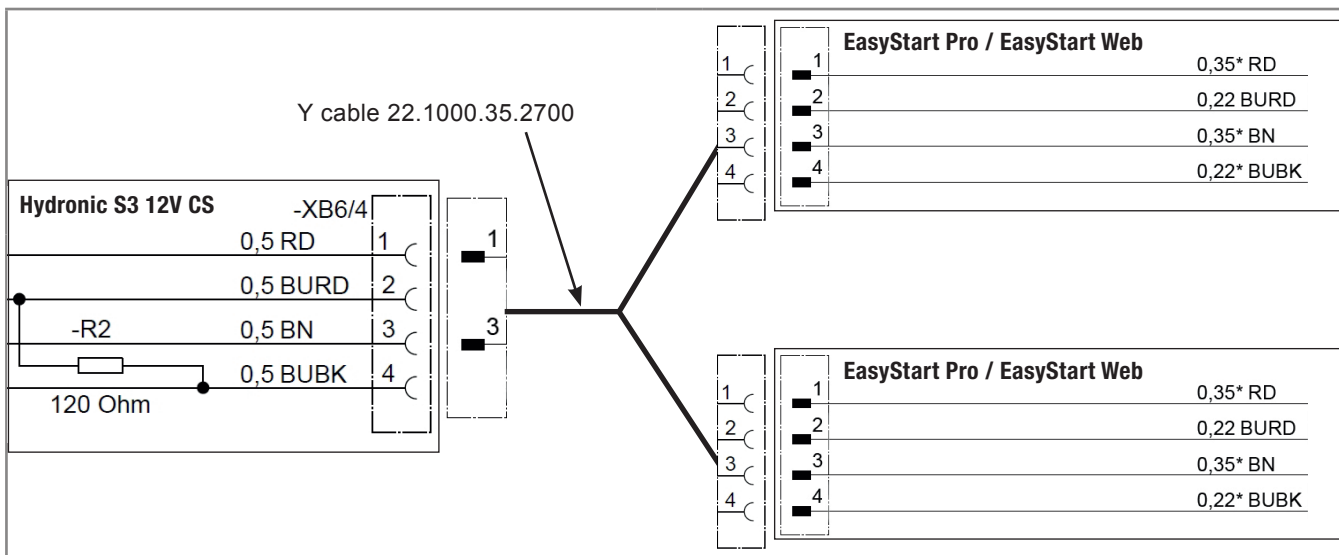 EasyStart Pro / EasyStart Web
1 1 0,35* RD
2 2 0,22 BURD
3 3 0,35* BN
4 4 0,22* BUBK
Y cable 22.1000.35.2700
Hydronic S3 12V CS -XB6/4
0,5 RD 1 1
0,5 BURD 2
-R2 0,5 BN 3 3
0,5 BUBK 4
120 Ohm
EasyStart Pro / EasyStart Web
1 1 0,35* RD
2 2 0,22 BURD
3 3 0,35* BN
4 4 0,22* BUBK